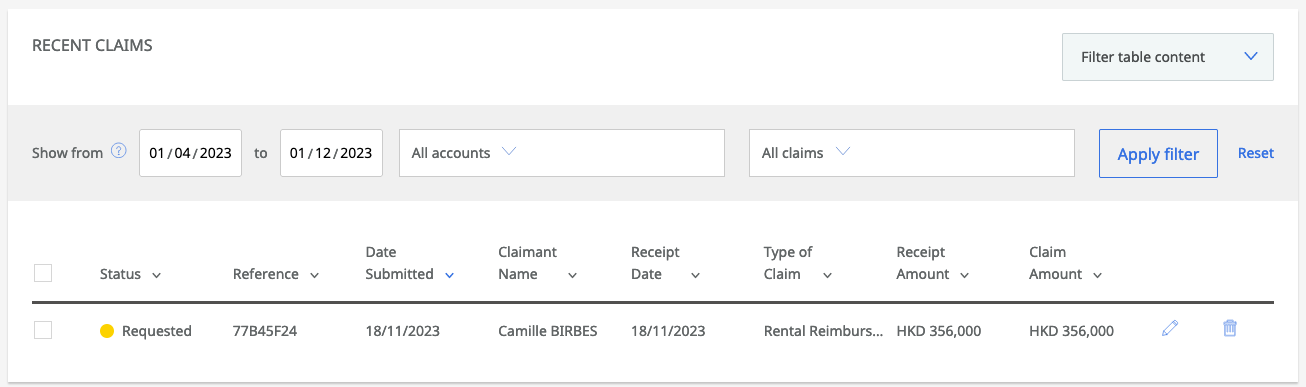 RECENT CLAIMS
Filter table content
Show from ? 01/04/2023 to 01/12/2023 All accounts All claims Apply filter Reset
Status Reference Date Submitted Claimant Name Receipt Date Type of Claim Receipt Amount Claim Amount
Requested 77B45F24 18/11/2023 Camille BIRBES 18/11/2023 Rental Reimburs... HKD 356,000 HKD 356,000